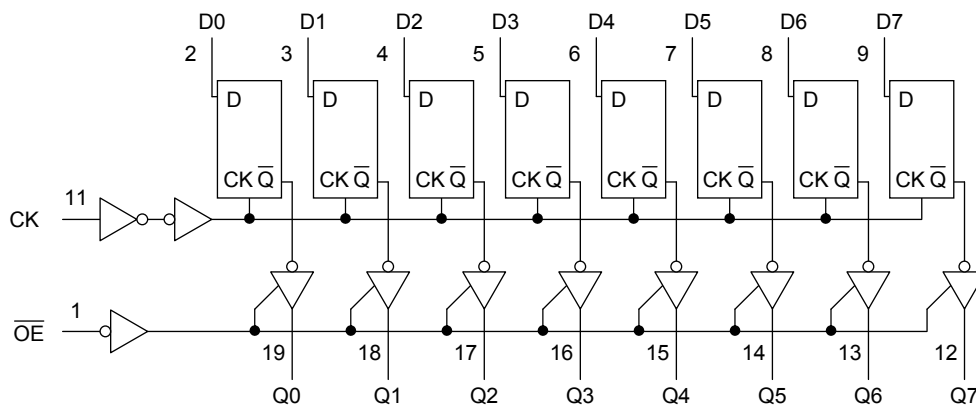 D0 D1 D2 D3 D4 D5 D6 D7
2 3 4 5 6 7 8 9
D D D D D D D D
CK Q̅ CK Q̅ CK Q̅ CK Q̅ CK Q̅ CK Q̅ CK Q̅ CK Q̅
11
CK
1
O̅E̅
19 18 17 16 15 14 13 12
Q0 Q1 Q2 Q3 Q4 Q5 Q6 Q7